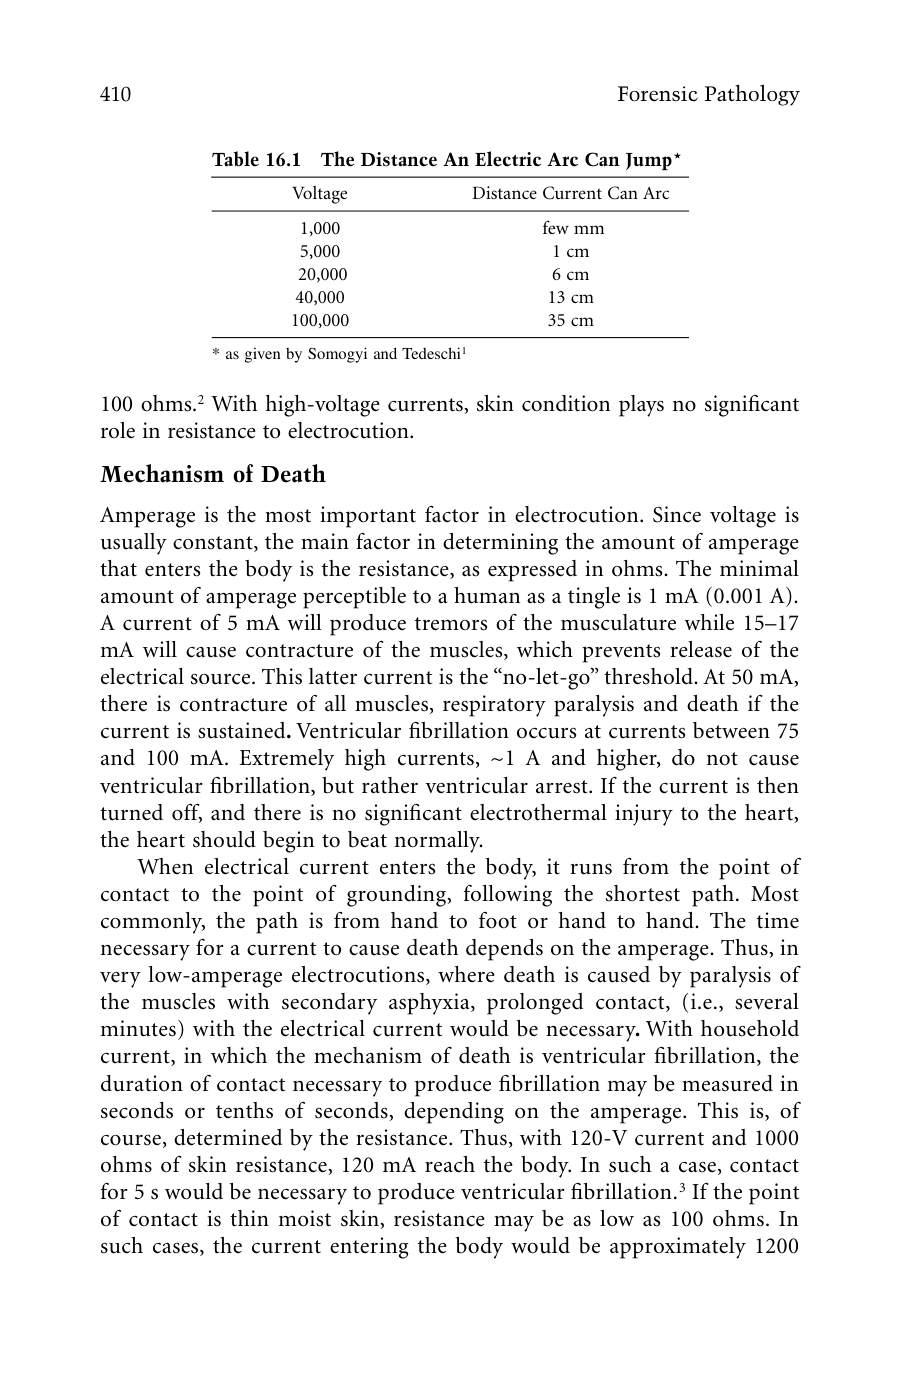 410 Forensic Pathology
Table 16.1 The Distance An Electric Arc Can Jump*
Voltage Distance Current Can Arc
1,000 few mm
5,000 1 cm
20,000 6 cm
40,000 13 cm
100,000 35 cm
* as given by Somogyi and Tedeschi¹
100 ohms.² With high-voltage currents, skin condition plays no significant
role in resistance to electrocution.
Mechanism of Death
Amperage is the most important factor in electrocution. Since voltage is
usually constant, the main factor in determining the amount of amperage
that enters the body is the resistance, as expressed in ohms. The minimal
amount of amperage perceptible to a human as a tingle is 1 mA (0.001 A).
A current of 5 mA will produce tremors of the musculature while 15–17
mA will cause contracture of the muscles, which prevents release of the
electrical source. This latter current is the “no-let-go” threshold. At 50 mA,
there is contracture of all muscles, respiratory paralysis and death if the
current is sustained. Ventricular fibrillation occurs at currents between 75
and 100 mA. Extremely high currents, ~1 A and higher, do not cause
ventricular fibrillation, but rather ventricular arrest. If the current is then
turned off, and there is no significant electrothermal injury to the heart,
the heart should begin to beat normally.
When electrical current enters the body, it runs from the point of
contact to the point of grounding, following the shortest path. Most
commonly, the path is from hand to foot or hand to hand. The time
necessary for a current to cause death depends on the amperage. Thus, in
very low-amperage electrocutions, where death is caused by paralysis of
the muscles with secondary asphyxia, prolonged contact, (i.e., several
minutes) with the electrical current would be necessary. With household
current, in which the mechanism of death is ventricular fibrillation, the
duration of contact necessary to produce fibrillation may be measured in
seconds or tenths of seconds, depending on the amperage. This is, of
course, determined by the resistance. Thus, with 120-V current and 1000
ohms of skin resistance, 120 mA reach the body. In such a case, contact
for 5 s would be necessary to produce ventricular fibrillation.³ If the point
of contact is thin moist skin, resistance may be as low as 100 ohms. In
such cases, the current entering the body would be approximately 1200